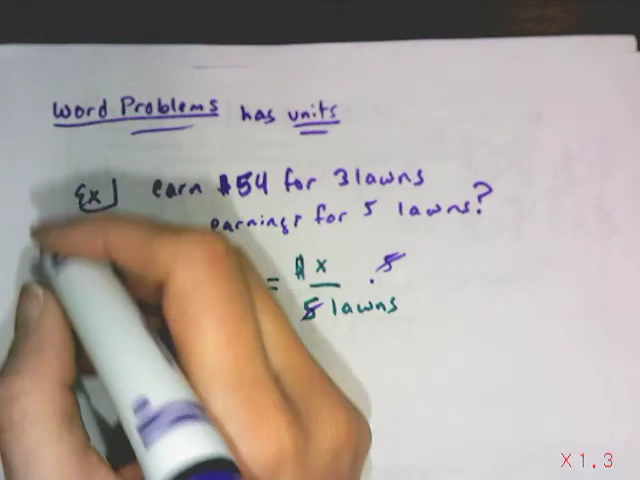 Word Problems has units
Ex] earn $54 for 3 lawns
earnings for 5 lawns?
= $x . 5
5 lawns
X1.3